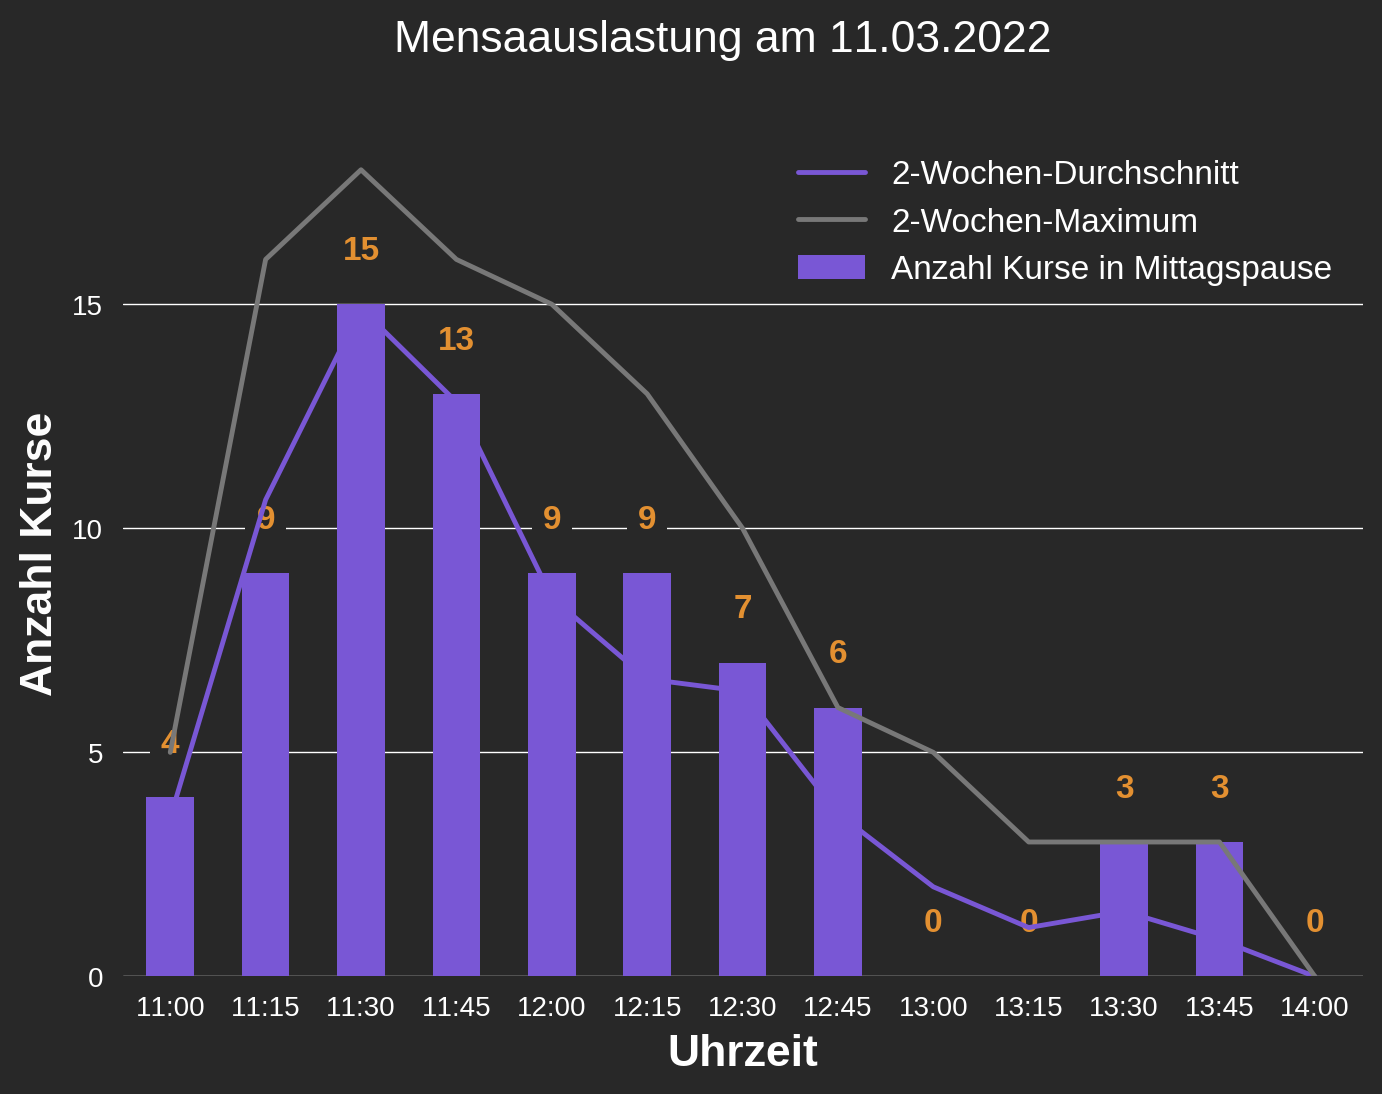 Mensaauslastung am 11.03.2022
2-Wochen-Durchschnitt
2-Wochen-Maximum
Anzahl Kurse in Mittagspause
15
13
9
9
9
7
6
4
3
3
0
0
0
15
10
5
0
Anzahl Kurse
11:00 11:15 11:30 11:45 12:00 12:15 12:30 12:45 13:00 13:15 13:30 13:45 14:00
Uhrzeit